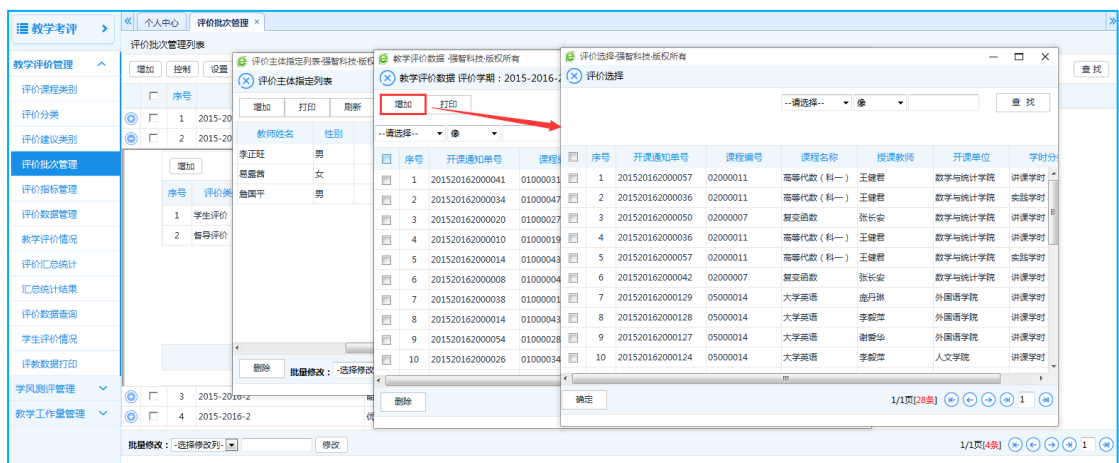 教学考评
个人中心 评价批次管理 ×
评价批次管理列表
教学评价管理
评价课程类别
评价分类
评价建议类别
评价批次管理
评价指标管理
评价数据管理
教学评价情况
评价汇总统计
汇总统计结果
评价数据查询
学生评价情况
评教数据打印
学风测评管理
教学工作量管理
增加 控制 设置
查 找
序号
1 2015-20
2 2015-20
增加
序号 评价类
1 学生评价
2 督导评价
3 2015-2016-2
4 2015-2016-2
批量修改： -选择修改列- 修改
1/1页[4条] 1
评价主体指定列表-强智科技·版权
评价主体指定列表
增加 打印 刷新
教师姓名 性别
李正旺 男
易露茜 女
詹国平 男
删除 批量修改： -选择修改
教学评价数据 -强智科技·版权所有
教学评价数据 评价学期：2015-2016-2
增加 打印
--请选择-- 像
序号 开课通知单号 课程编
1 201520162000041 01000031
2 201520162000034 01000047
3 201520162000020 01000027
4 201520162000010 01000019
5 201520162000014 01000043
6 201520162000008 01000004
7 201520162000038 01000001
8 201520162000014 01000043
9 201520162000054 01000028
10 201520162000026 01000034
删除
评价选择-强智科技·版权所有
评价选择
--请选择-- 像 查 找
序号 开课通知单号 课程编号 课程名称 授课教师 开课单位 学时分
1 201520162000057 02000011 高等代数（科一） 王健君 数学与统计学院 讲课学时
2 201520162000036 02000011 高等代数（科一） 王健君 数学与统计学院 实践学时
3 201520162000050 02000007 复变函数 张长安 数学与统计学院 讲课学时
4 201520162000036 02000011 高等代数（科一） 王健君 数学与统计学院 讲课学时
5 201520162000057 02000011 高等代数（科一） 王健君 数学与统计学院 实践学时
6 201520162000042 02000007 复变函数 张长安 数学与统计学院 讲课学时
7 201520162000129 05000014 大学英语 庞丹琳 外国语学院 讲课学时
8 201520162000128 05000014 大学英语 李毅萍 外国语学院 讲课学时
9 201520162000127 05000014 大学英语 谢爱华 外国语学院 讲课学时
10 201520162000124 05000014 大学英语 李毅萍 人文学院 讲课学时
确定
1/1页[28条] 1